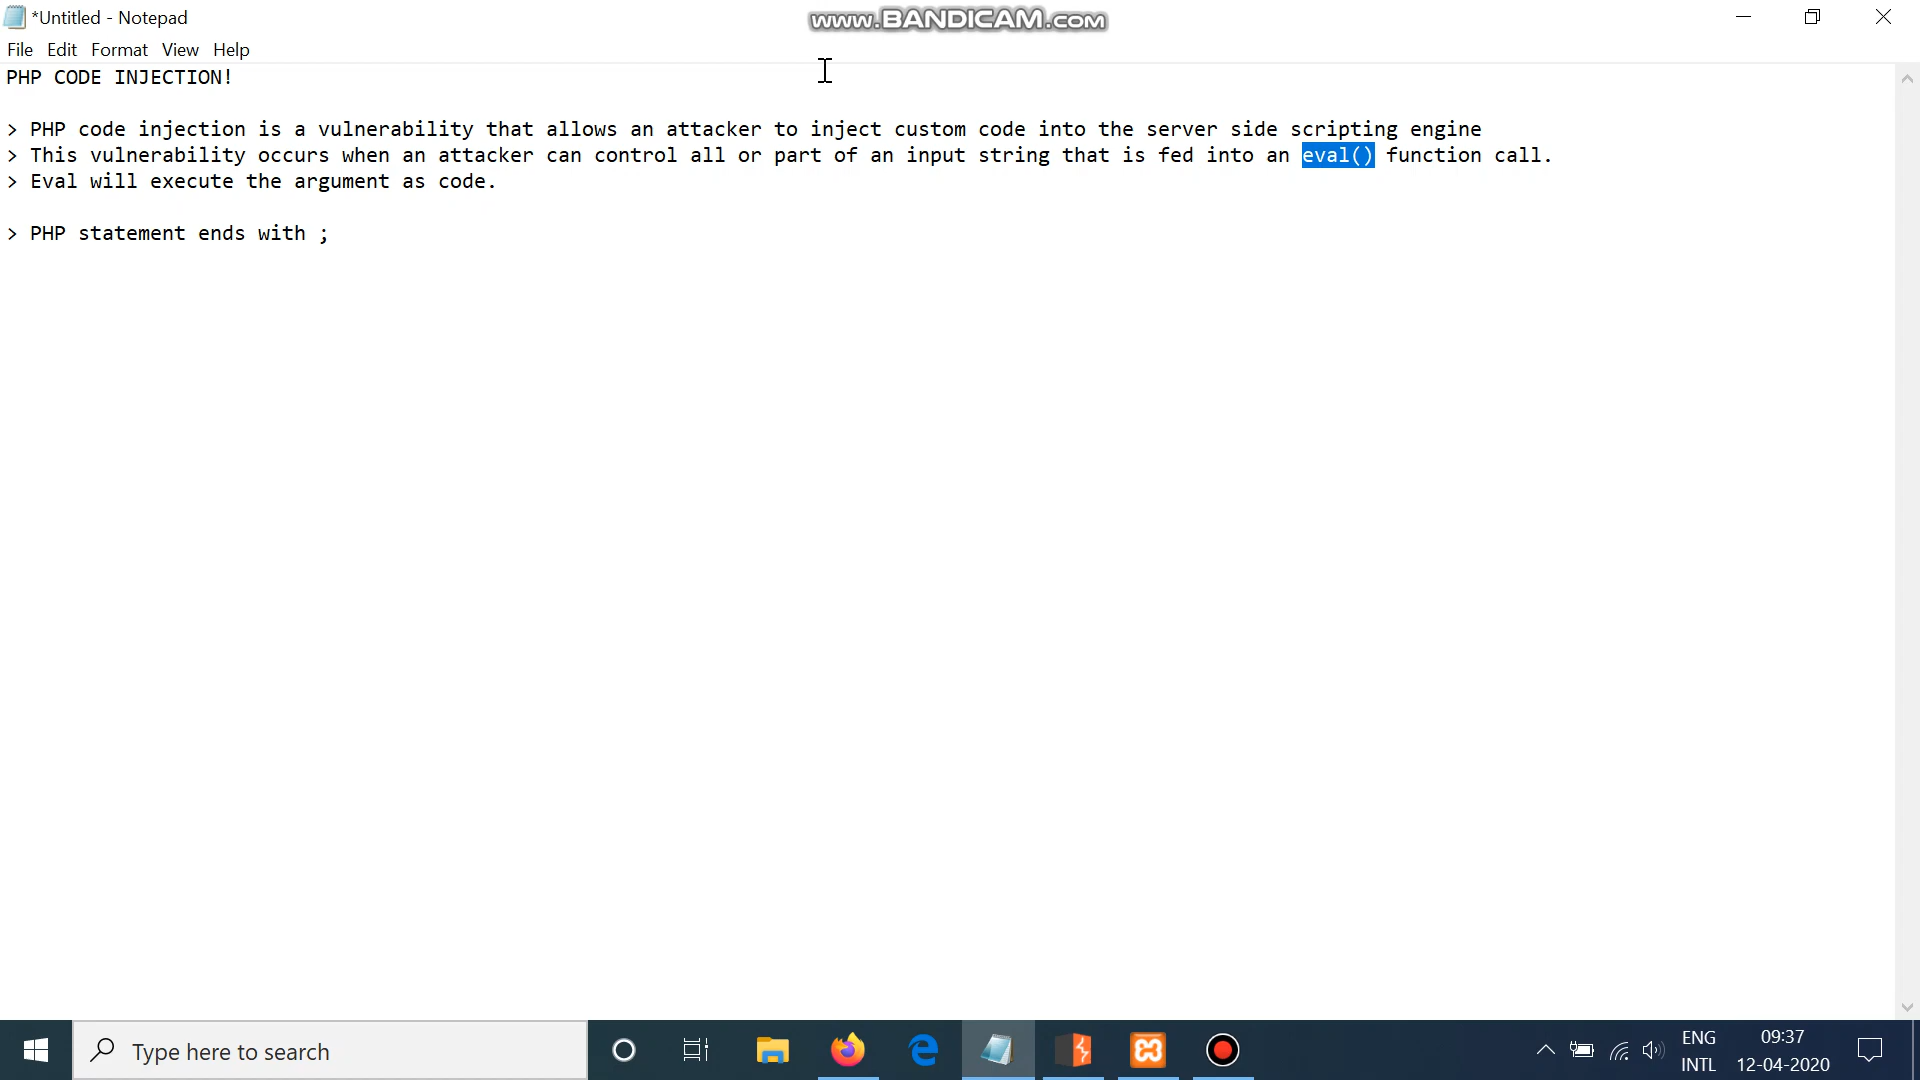 *Untitled - Notepad
www.BANDICAM.com
File Edit Format View Help
PHP CODE INJECTION!
> PHP code injection is a vulnerability that allows an attacker to inject custom code into the server side scripting engine
> This vulnerability occurs when an attacker can control all or part of an input string that is fed into an eval() function call.
> Eval will execute the argument as code.
> PHP statement ends with ;
Type here to search
ENG
INTL
09:37
12-04-2020